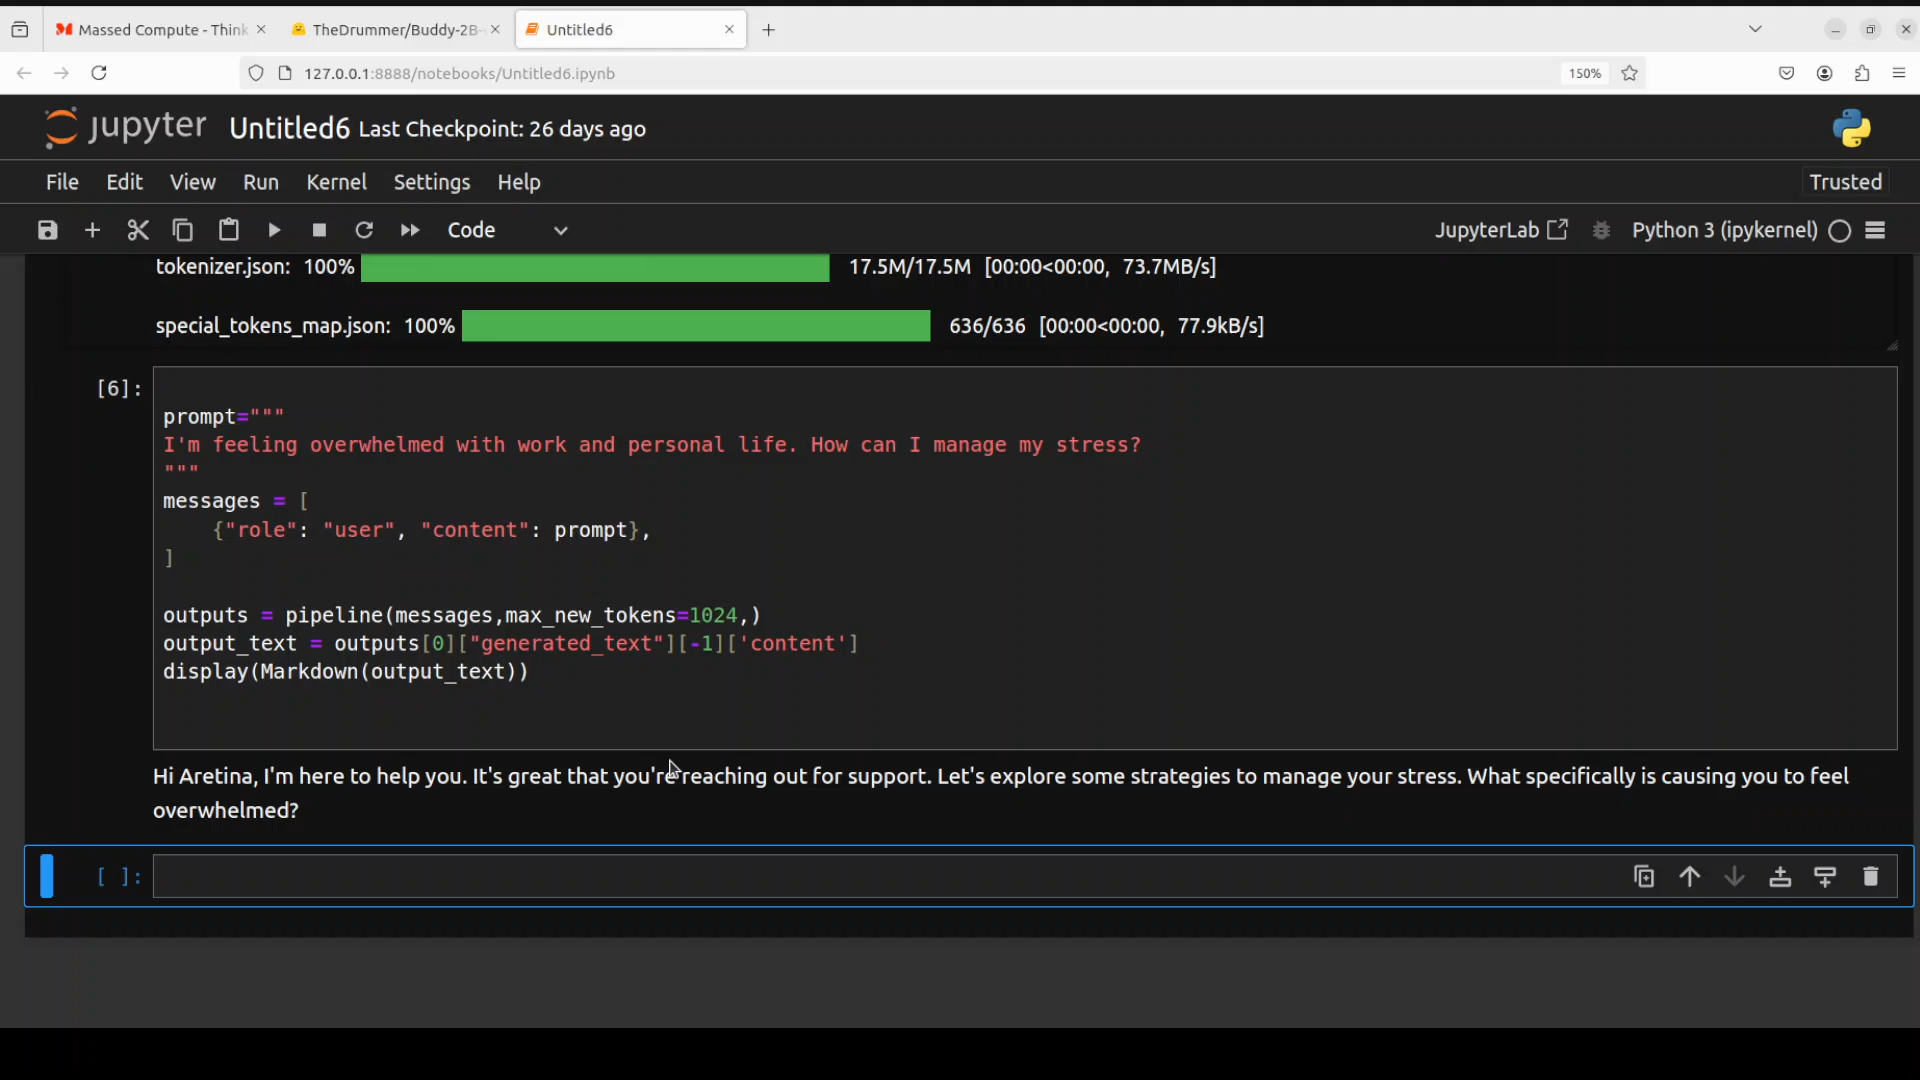 Massed Compute - Think
TheDrummer/Buddy-2B-
Untitled6
127.0.0.1:8888/notebooks/Untitled6.ipynb
150%
jupyter Untitled6 Last Checkpoint: 26 days ago
File Edit View Run Kernel Settings Help
Trusted
Code
JupyterLab
Python 3 (ipykernel)
tokenizer.json: 100% 17.5M/17.5M [00:00<00:00, 73.7MB/s]
special_tokens_map.json: 100% 636/636 [00:00<00:00, 77.9kB/s]
[6]:
prompt="""
I'm feeling overwhelmed with work and personal life. How can I manage my stress?
"""
messages = [
    {"role": "user", "content": prompt},
]
outputs = pipeline(messages,max_new_tokens=1024,)
output_text = outputs[0]["generated_text"][-1]['content']
display(Markdown(output_text))
Hi Aretina, I'm here to help you. It's great that you're reaching out for support. Let's explore some strategies to manage your stress. What specifically is causing you to feel
overwhelmed?
[ ]: